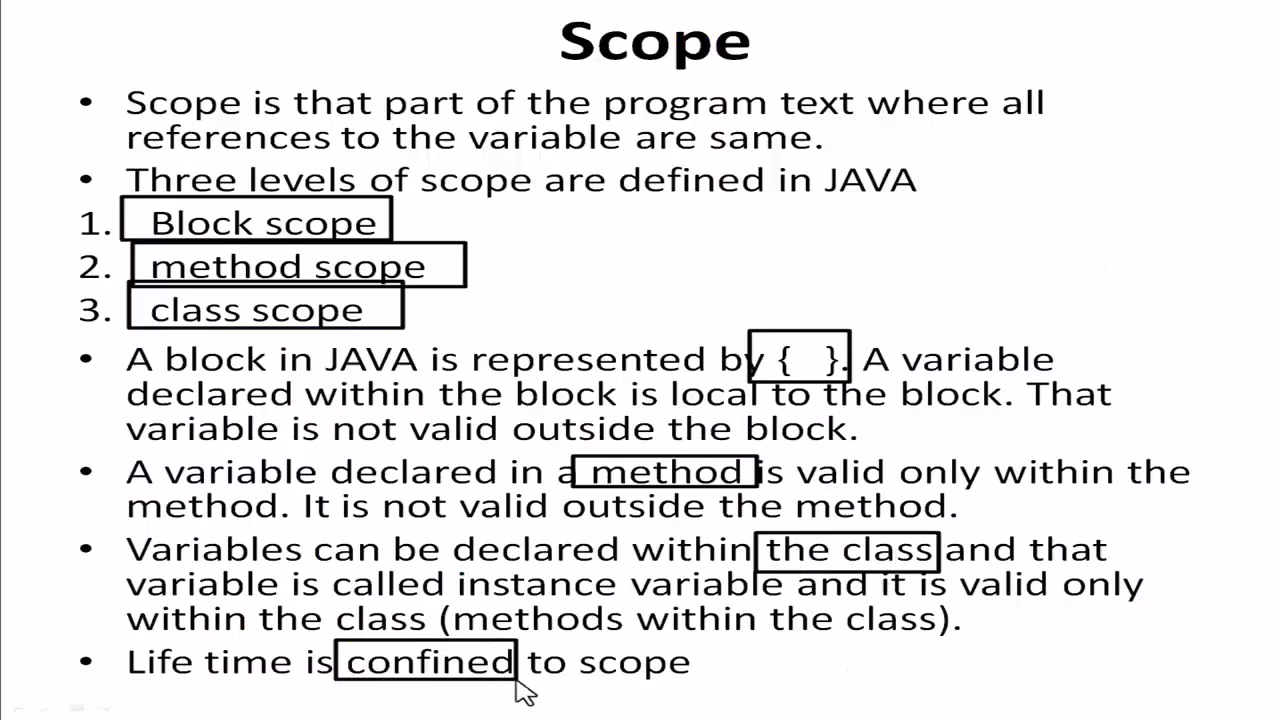 Scope
• Scope is that part of the program text where all
references to the variable are same.
• Three levels of scope are defined in JAVA
1. Block scope
2. method scope
3. class scope
• A block in JAVA is represented by { }. A variable
declared within the block is local to the block. That
variable is not valid outside the block.
• A variable declared in a method is valid only within the
method. It is not valid outside the method.
• Variables can be declared within the class and that
variable is called instance variable and it is valid only
within the class (methods within the class).
• Life time is confined to scope